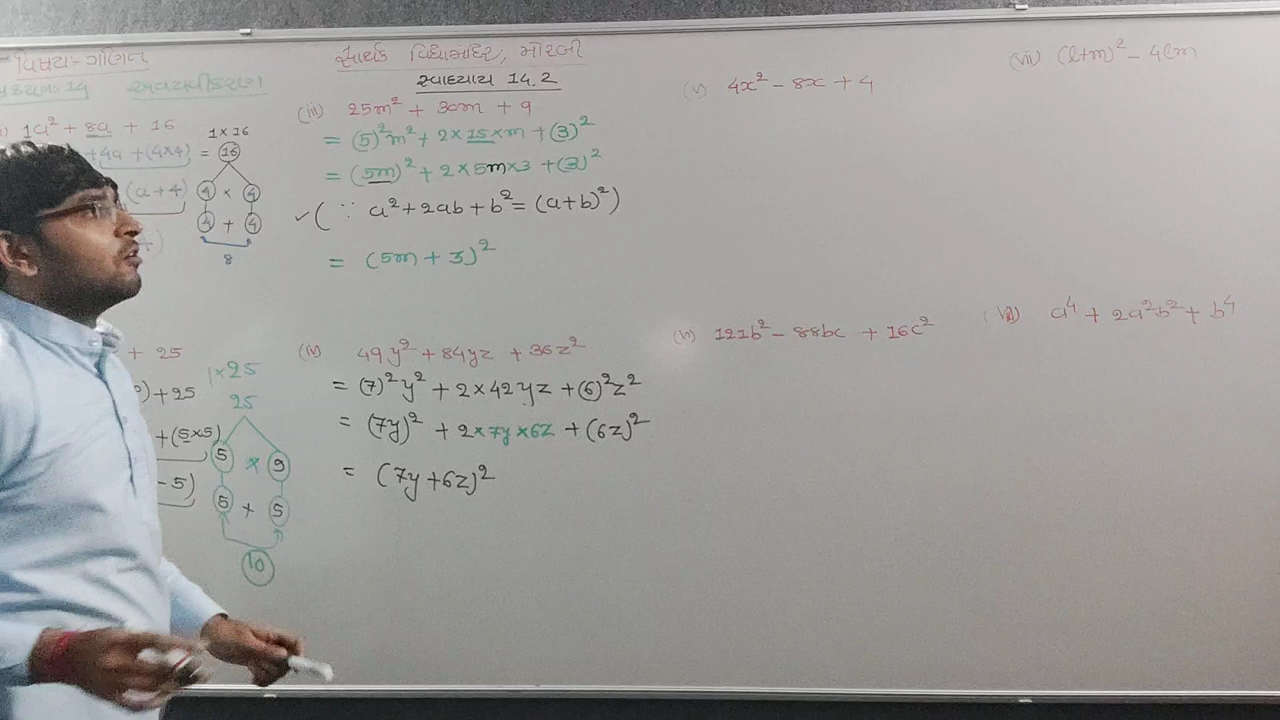 વિષય:- ગણિત
સાર્થક વિદ્યામંદિર, મોરબી
પ્રકરણ:- 14 અવયવીકરણ
સ્વાધ્યાય 14.2
1a² + 8a + 16
+4a + (4×4)
(a+4)
1 × 16
= 16
4 × 4
4 + 4
8
+ 25
)+25
+(5×5)
-5)
1×25
25
5 × 9
5 + 5
10
(iii) 25m² + 30m + 9
= (5)²m² + 2 × 15 × m + (3)²
= (5m)² + 2 × 5m×3 + (3)²
✓ ( ∵ a² + 2ab + b² = (a+b)²)
= (5m + 3)²
(iv) 49y² + 84yz + 36z²
= (7)²y² + 2×42yz + (6)²z²
= (7y)² + 2×7y×6z + (6z)²
= (7y+6z)²
(v) 4x² - 8x + 4
(vi) 121b² - 88bc + 16c²
(vii) (l+m)² - 4lm
a⁴ + 2a²b² + b⁴